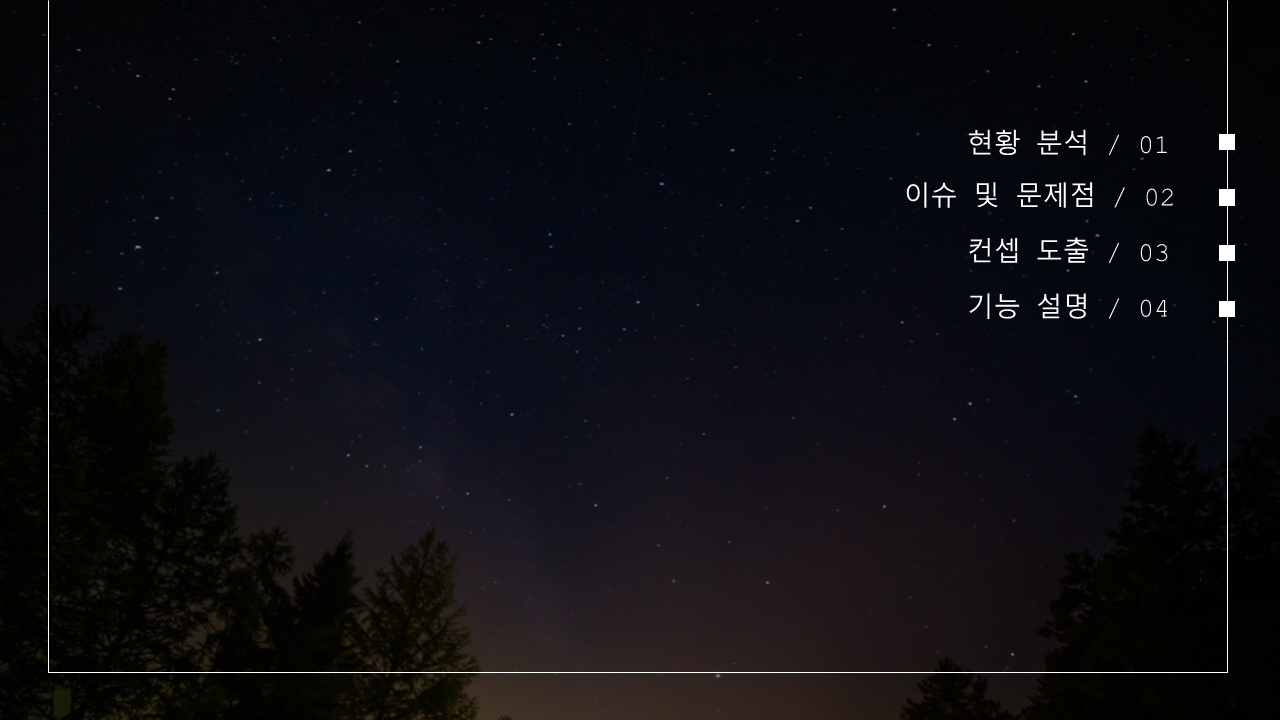 현황 분석 / 01
이슈 및 문제점 / 02
컨셉 도출 / 03
기능 설명 / 04